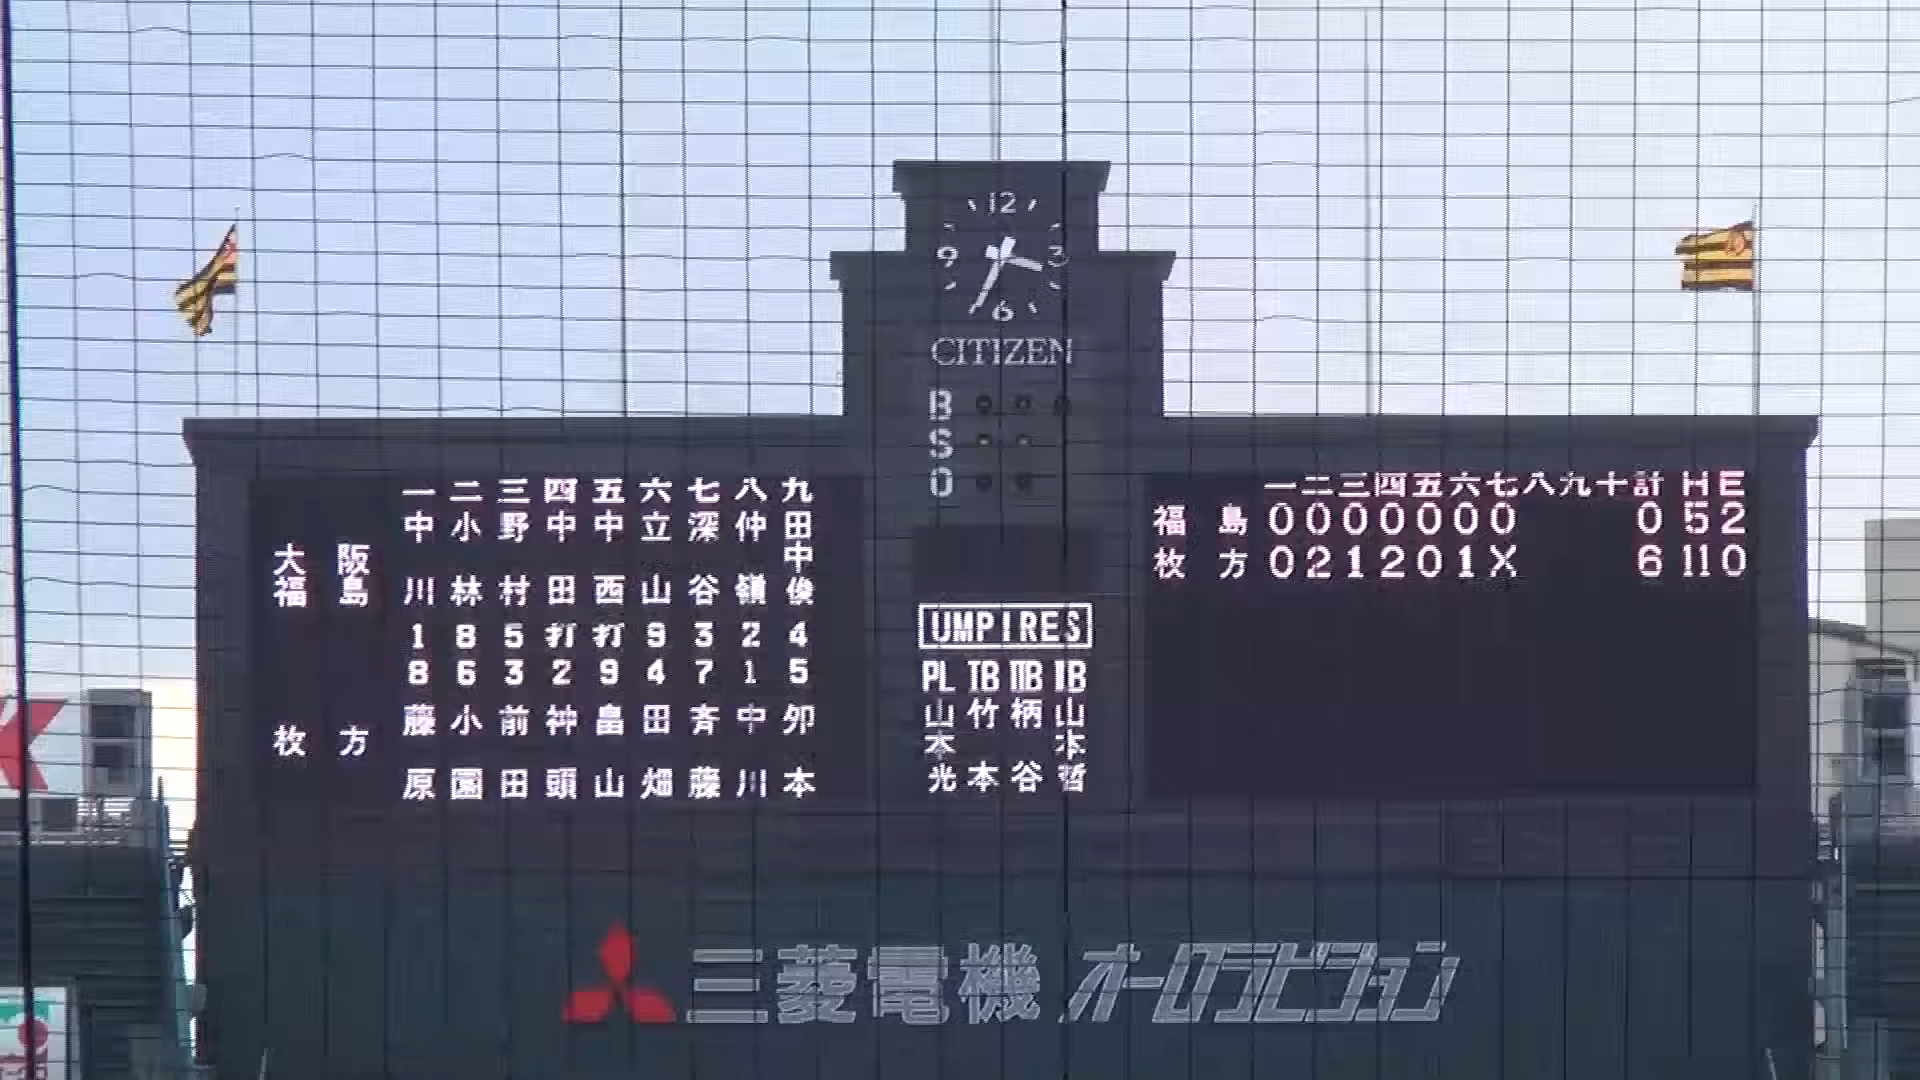 12
9 3
6
CITIZEN
B
S
O
一 二 三 四 五 六 七 八 九
大阪福島
中川 小林 野村 中田 中西 立山 深谷 仲嶺 田中俊
1 8 5 打 打 9 3 2 4
8 6 3 2 9 4 7 1 5
枚方
藤原 小園 前田 神頭 畠山 田畑 斉藤 中川 卯本
UMPIRES
PL ⅠB ⅡB ⅢB
山本光 竹本 柄谷 山本哲
一 二 三 四 五 六 七 八 九 十 計 H E
福島 0 0 0 0 0 0 0 0 5 2
枚方 0 2 1 2 0 1 X 6 11 0
三菱電機 オーロラビジョン